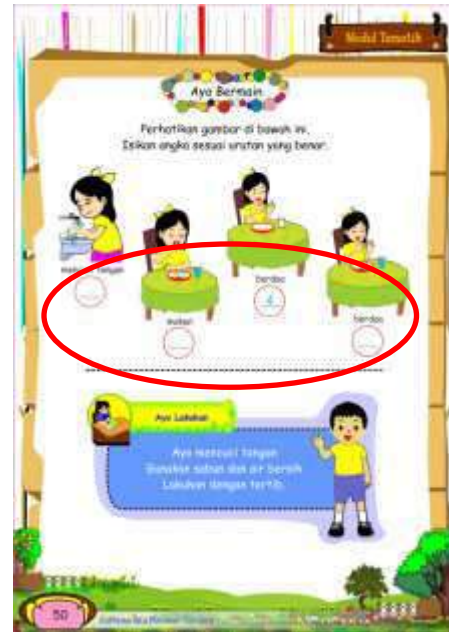 Modul Tematik
Ayo Bermain
Perhatikan gambar di bawah ini.
Isikan angka sesuai urutan yang benar.
tangan
makan
berdoa
4
berdoa
Ayo Lakukan
Ayo mencuci tangan
Gunakan sabun dan air bersih
Lakukan dengan tertib.
50